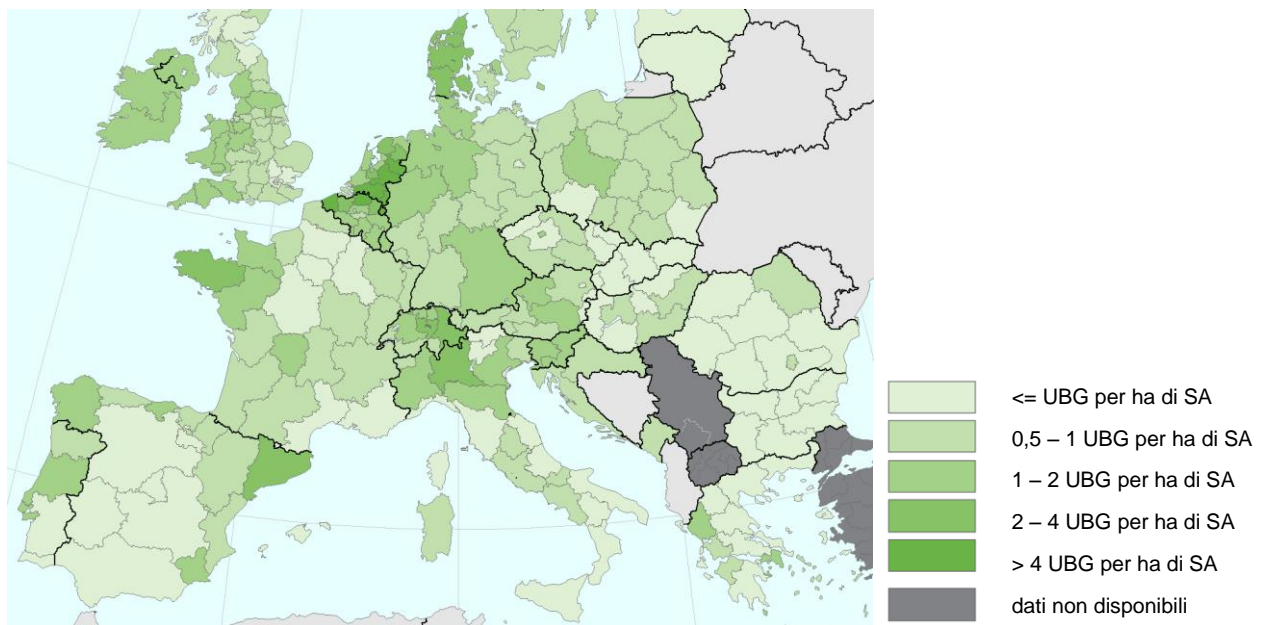 <= UBG per ha di SA
0,5 – 1 UBG per ha di SA
1 – 2 UBG per ha di SA
2 – 4 UBG per ha di SA
> 4 UBG per ha di SA
dati non disponibili